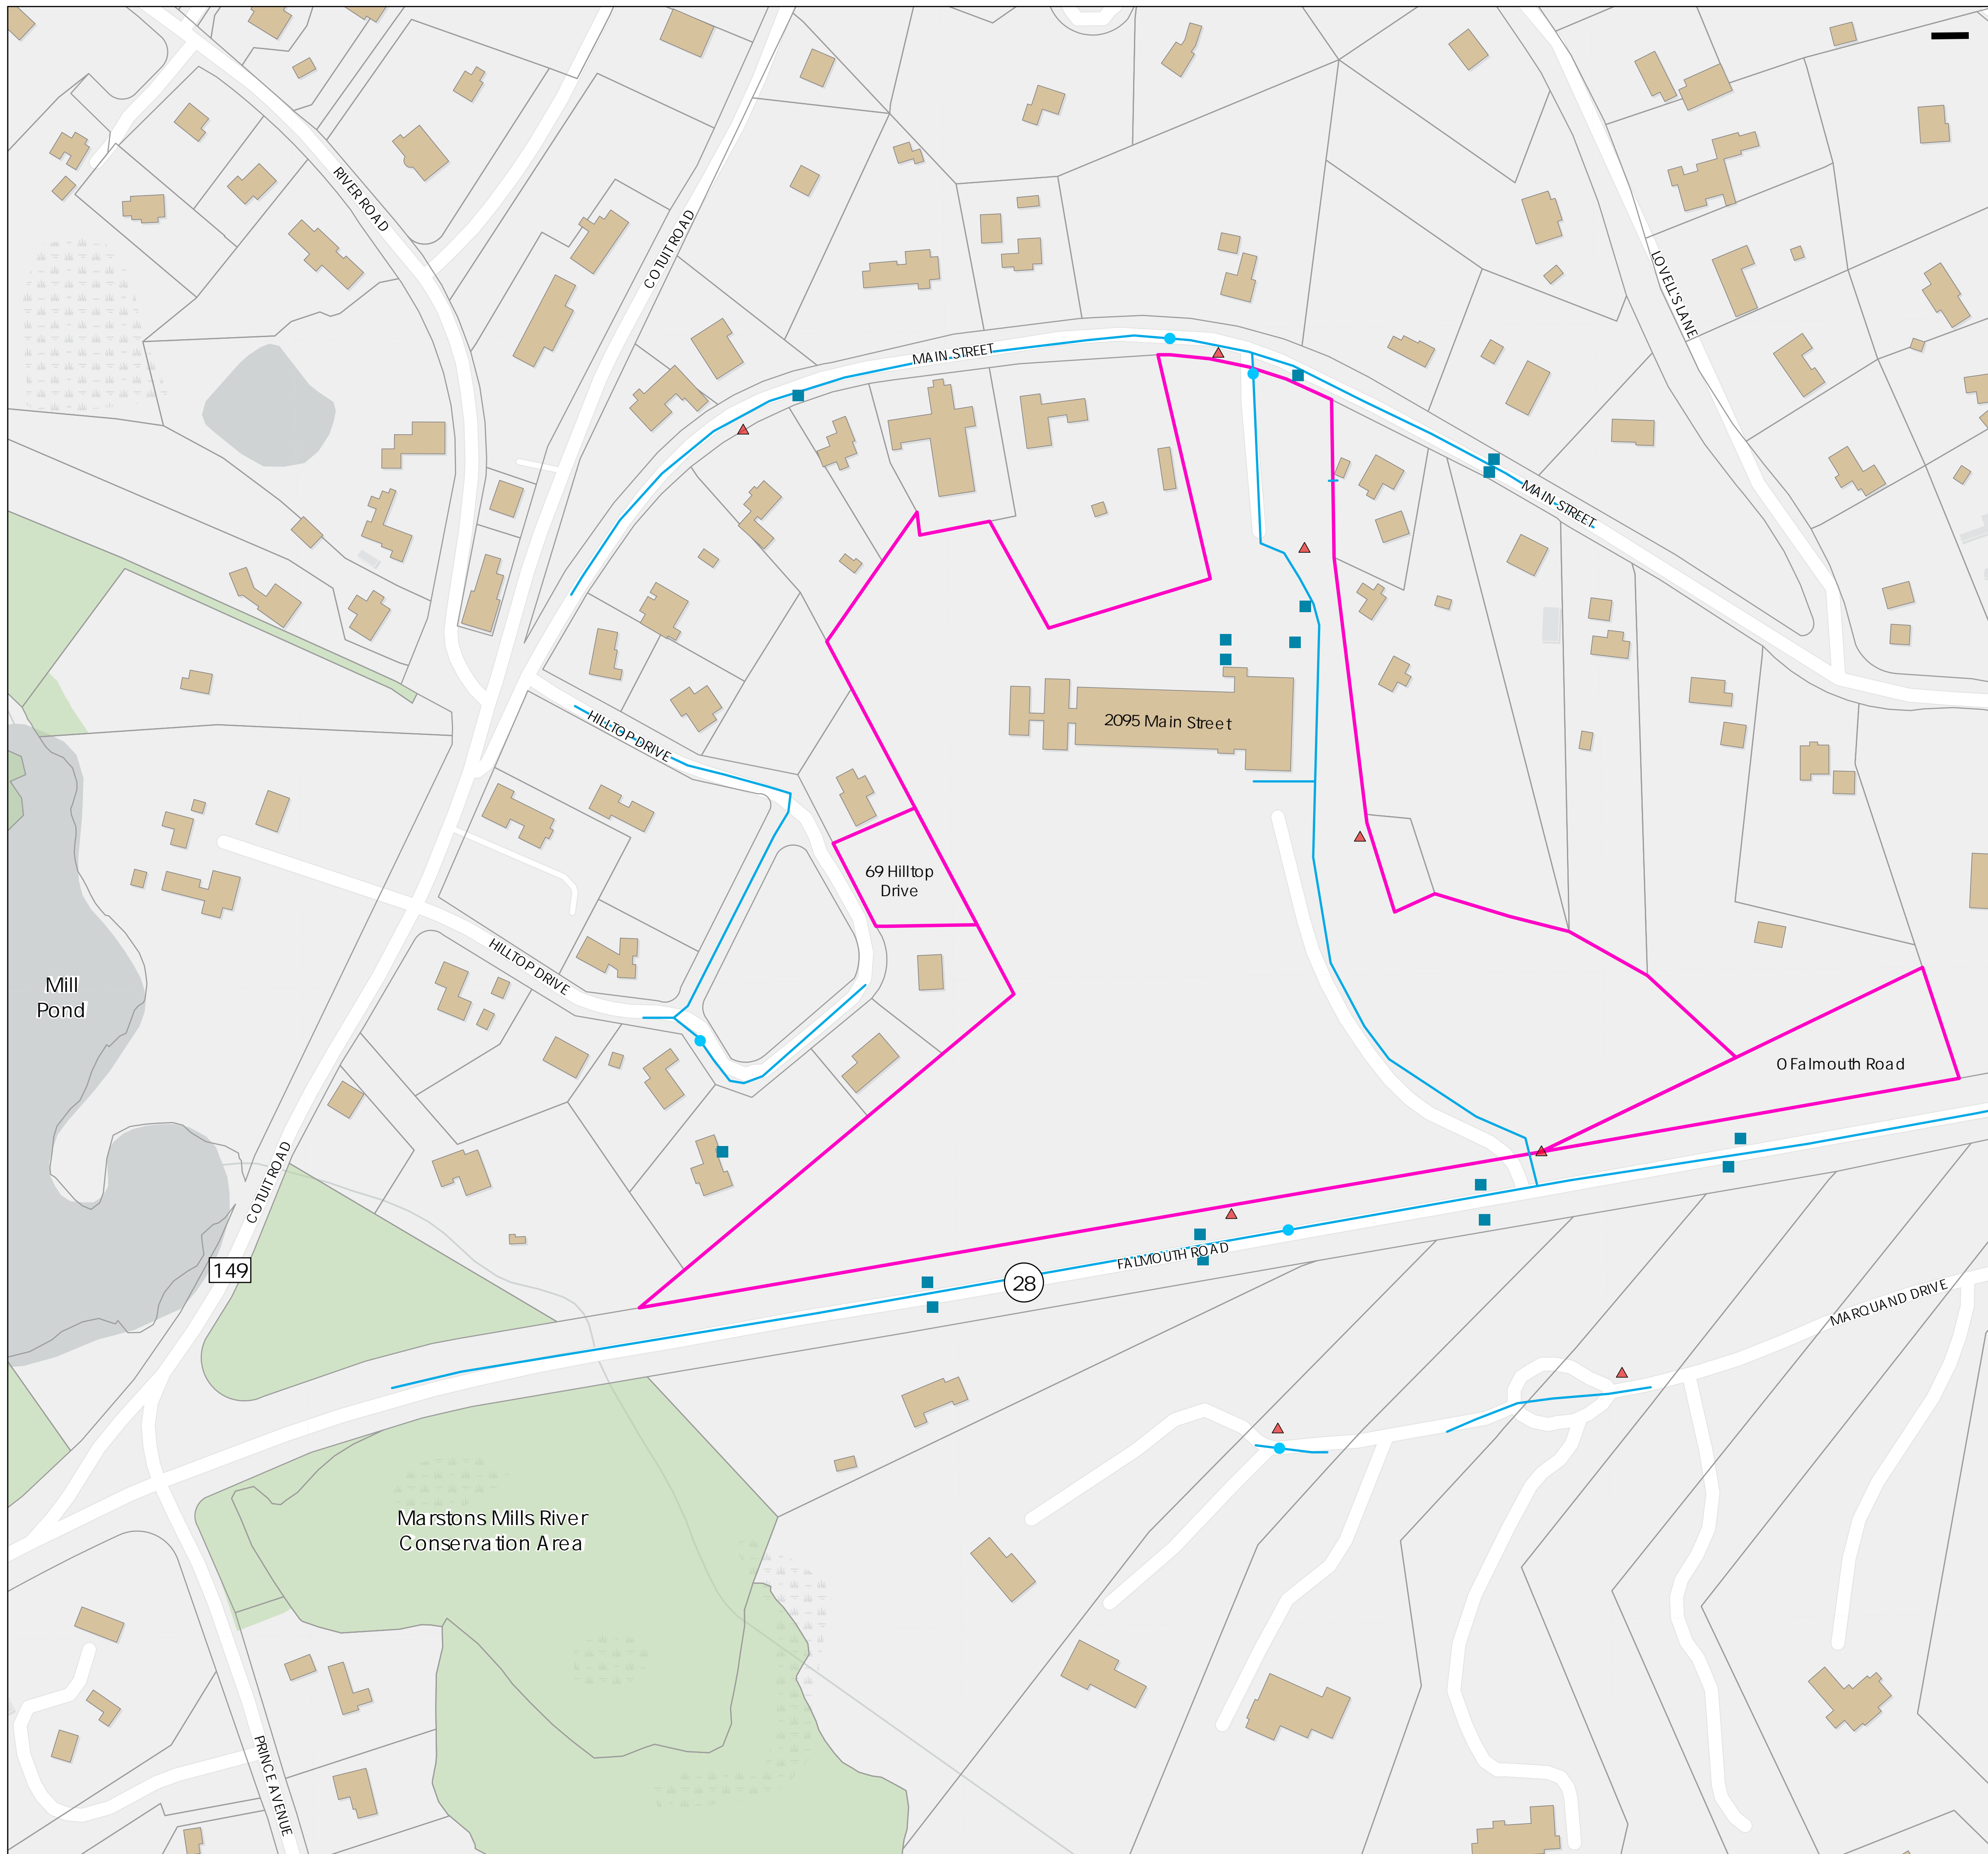 RIVER ROAD
COTUIT ROAD
LOVELL'S LANE
MAIN STREET
MAIN STREET
HILLTOP DRIVE
2095 Main Street
69 Hilltop
Drive
HILLTOP DRIVE
Mill
Pond
0 Falmouth Road
COTUIT ROAD
149
FALMOUTH ROAD
28
MARQUAND DRIVE
Marstons Mills River
Conservation Area
PRINCE AVENUE